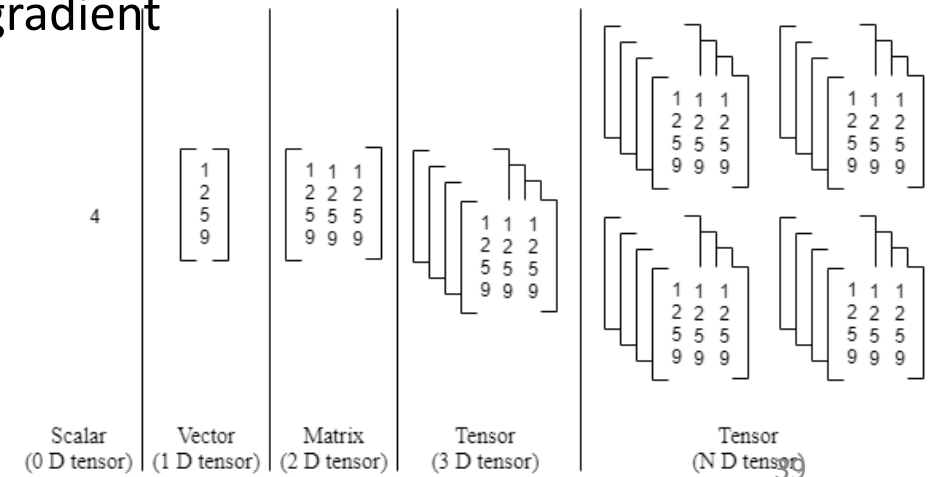 gradient
4
1
2
5
9
1 1 1
2 2 2
5 5 5
9 9 9
1 1 1
2 2 2
5 5 5
9 9 9
1 1 1
2 2 2
5 5 5
9 9 9
1 1 1
2 2 2
5 5 5
9 9 9
1 1 1
2 2 2
5 5 5
9 9 9
1 1 1
2 2 2
5 5 5
9 9 9
Scalar
(0 D tensor)
Vector
(1 D tensor)
Matrix
(2 D tensor)
Tensor
(3 D tensor)
Tensor
(N D tensor)
39